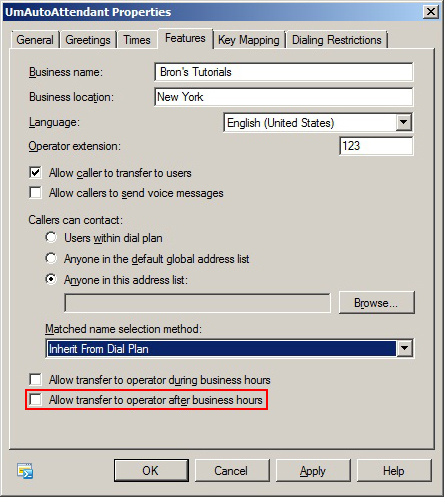 UmAutoAttendant Properties
General Greetings Times Features Key Mapping Dialing Restrictions
Business name: Bron's Tutorials
Business location: New York
Language: English (United States)
Operator extension: 123
Allow caller to transfer to users
Allow callers to send voice messages
Callers can contact:
Users within dial plan
Anyone in the default global address list
Anyone in this address list:
Browse...
Matched name selection method:
Inherit From Dial Plan
Allow transfer to operator during business hours
Allow transfer to operator after business hours
OK Cancel Apply Help